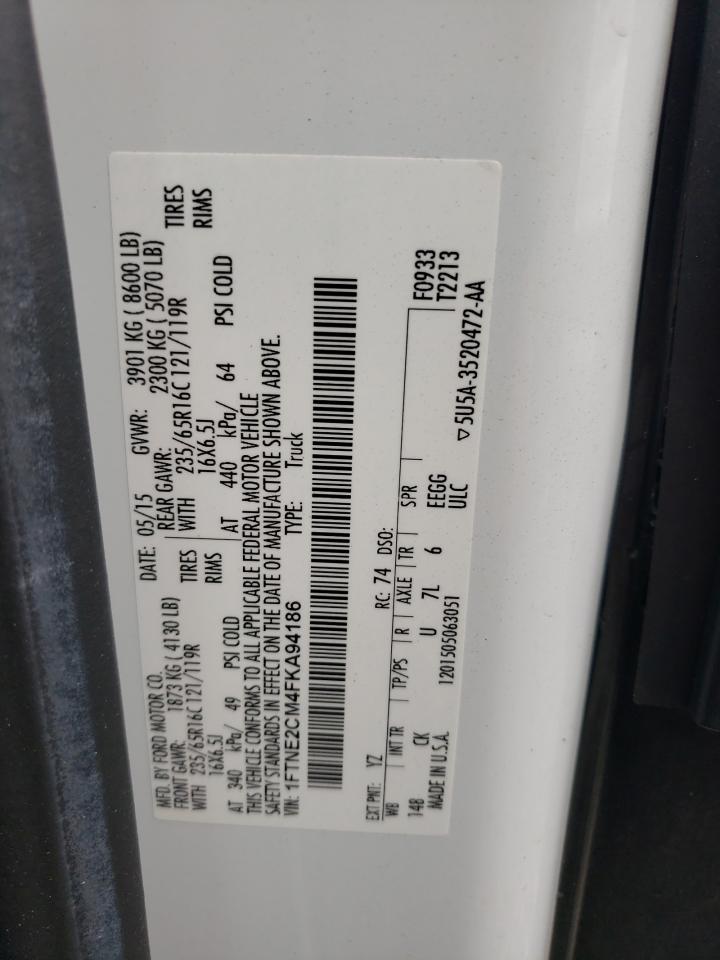 MFD. BY FORD MOTOR CO. DATE: 05/15 GVWR: 3901 KG ( 8600 LB)
FRONT GAWR: 1873 KG ( 4130 LB) REAR GAWR: 2300 KG ( 5070 LB)
WITH 235/65R16C 121/119R TIRES WITH 235/65R16C 121/119R TIRES
16X6.5J RIMS 16X6.5J RIMS
AT 340 kPa/ 49 PSI COLD AT 440 kPa/ 64 PSI COLD
THIS VEHICLE CONFORMS TO ALL APPLICABLE FEDERAL MOTOR VEHICLE
SAFETY STANDARDS IN EFFECT ON THE DATE OF MANUFACTURE SHOWN ABOVE.
VIN: 1FTNE2CM4FKA94186 TYPE: Truck
EXT PNT: YZ RC: 74 DSO:
WB INT TR TP/PS R AXLE TR SPR F0933
148 CK U 7L 6 EEGG T2213
MADE IN U.S.A. 1201505063051 ULC ▽5U5A-3520472-AA